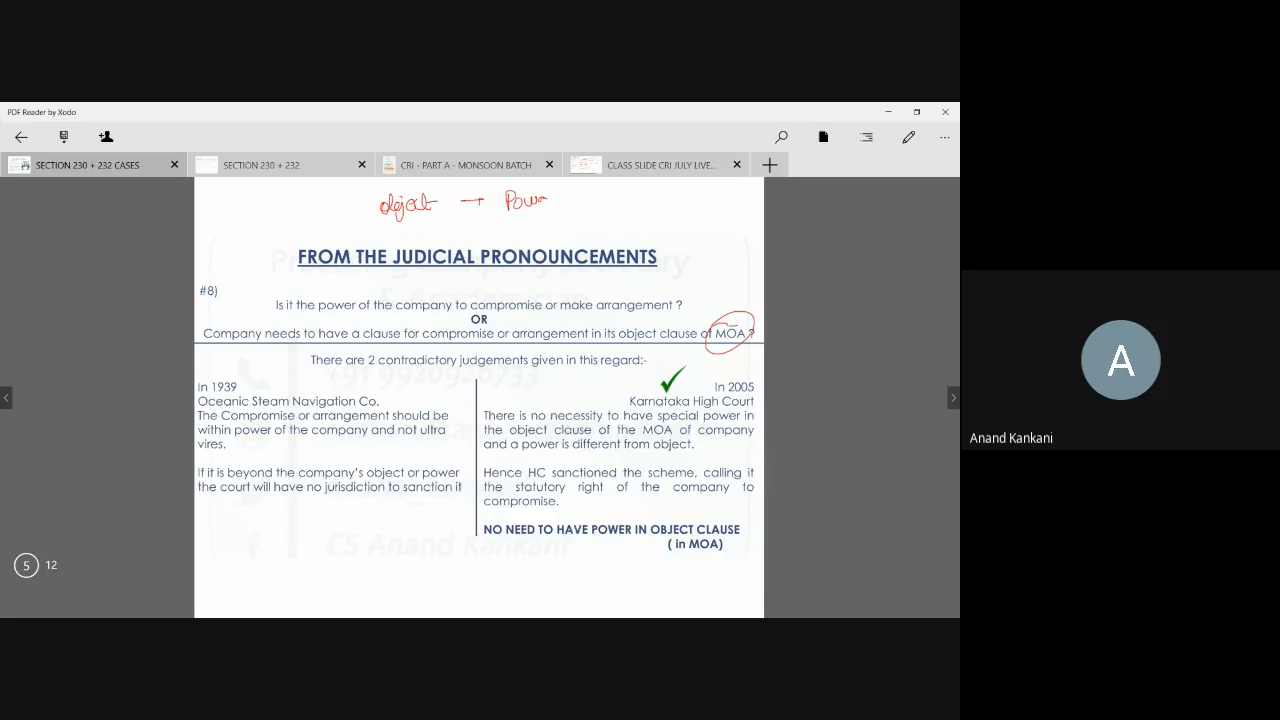 PDF Reader by Xodo
SECTION 230 + 232 CASES
SECTION 230 + 232
CRI - PART A - MONSOON BATCH
CLASS SLIDE CRI JULY LIVE...
object → Power
FROM THE JUDICIAL PRONOUNCEMENTS
#8)
Is it the power of the company to compromise or make arrangement ?
OR
Company needs to have a clause for compromise or arrangement in its object clause of MOA ?
There are 2 contradictory judgements given in this regard:-
In 1939
Oceanic Steam Navigation Co.
The Compromise or arrangement should be
within power of the company and not ultra
vires.
If it is beyond the company's object or power
the court will have no jurisdiction to sanction it
In 2005
Karnataka High Court
There is no necessity to have special power in
the object clause of the MOA of company
and a power is different from object.
Hence HC sanctioned the scheme, calling it
the statutory right of the company to
compromise.
NO NEED TO HAVE POWER IN OBJECT CLAUSE
( in MOA)
CS Anand Kankani
5 12
A
Anand Kankani